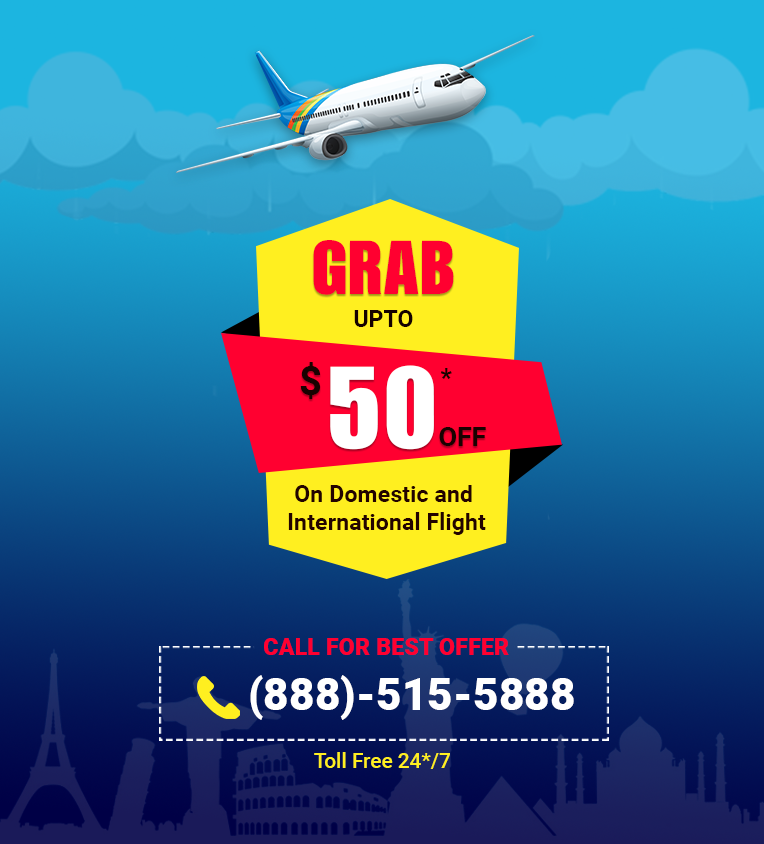 GRAB
UPTO
$50*
OFF
On Domestic and
International Flight
CALL FOR BEST OFFER
(888)-515-5888
Toll Free 24*/7